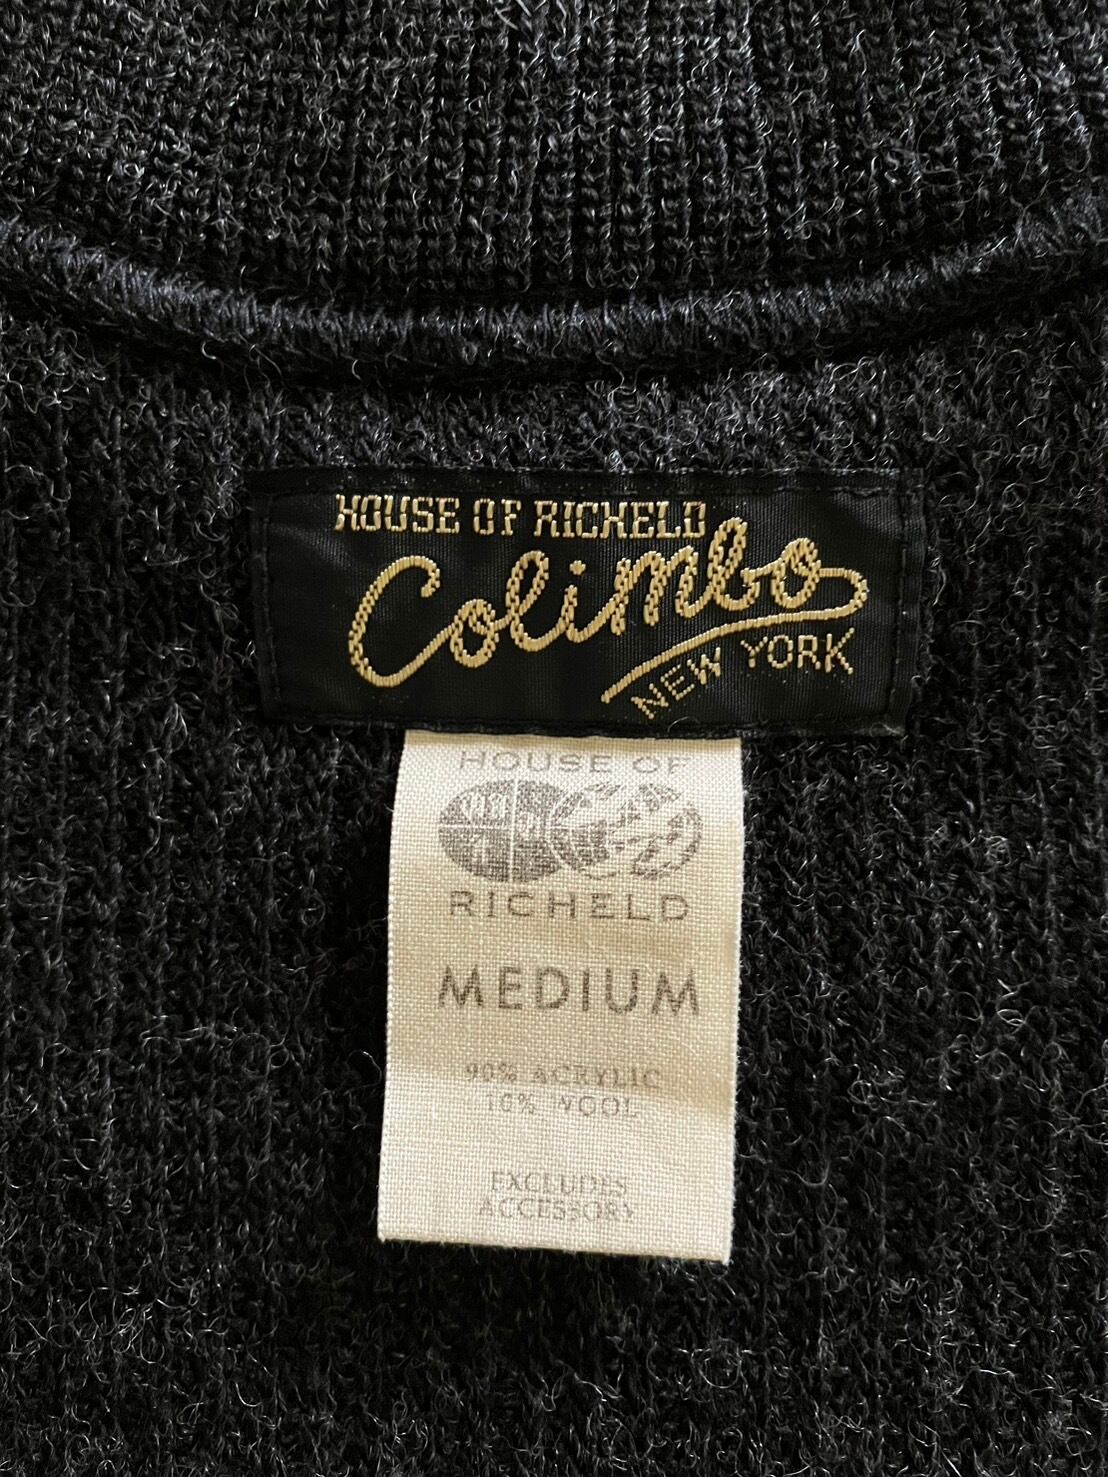 HOUSE OF RICHELD
Colimbo
NEW YORK
HOUSE OF
RICHELD
MEDIUM
90% ACRYLIC
10% WOOL
EXCLUDES
ACCESSORY